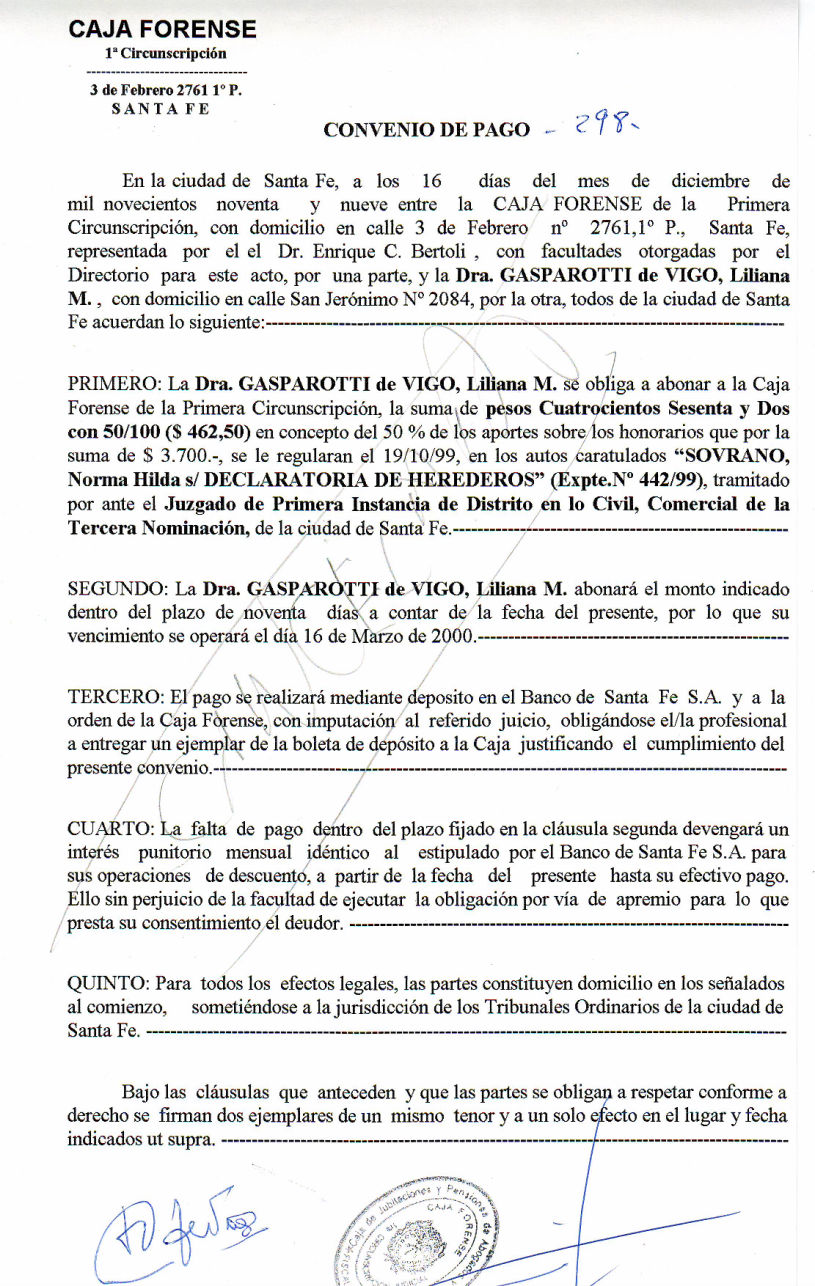 CAJA FORENSE
1ª Circunscripción
--------------------------------
3 de Febrero 2761 1º P.
S A N T A F E
CONVENIO DE PAGO - 298.-
En la ciudad de Santa Fe, a los 16 días del mes de diciembre de
mil novecientos noventa y nueve entre la CAJA FORENSE de la Primera
Circunscripción, con domicilio en calle 3 de Febrero nº 2761,1º P., Santa Fe,
representada por el el Dr. Enrique C. Bertoli , con facultades otorgadas por el
Directorio para este acto, por una parte, y la Dra. GASPAROTTI de VIGO, Liliana
M. , con domicilio en calle San Jerónimo Nº 2084, por la otra, todos de la ciudad de Santa
Fe acuerdan lo siguiente:--------------------------------------------------------------------------------------
PRIMERO: La Dra. GASPAROTTI de VIGO, Liliana M. se obliga a abonar a la Caja
Forense de la Primera Circunscripción, la suma de pesos Cuatrocientos Sesenta y Dos
con 50/100 ($ 462,50) en concepto del 50 % de los aportes sobre los honorarios que por la
suma de $ 3.700.-, se le regularan el 19/10/99, en los autos caratulados “SOVRANO,
Norma Hilda s/ DECLARATORIA DE HEREDEROS” (Expte.Nº 442/99), tramitado
por ante el Juzgado de Primera Instancia de Distrito en lo Civil, Comercial de la
Tercera Nominación, de la ciudad de Santa Fe.--------------------------------------------------------
SEGUNDO: La Dra. GASPAROTTI de VIGO, Liliana M. abonará el monto indicado
dentro del plazo de noventa días a contar de la fecha del presente, por lo que su
vencimiento se operará el día 16 de Marzo de 2000.----------------------------------------------------
TERCERO: El pago se realizará mediante deposito en el Banco de Santa Fe S.A. y a la
orden de la Caja Forense, con imputación al referido juicio, obligándose el/la profesional
a entregar un ejemplar de la boleta de depósito a la Caja justificando el cumplimiento del
presente convenio.-----------------------------------------------------------------------------------------------
CUARTO: La falta de pago dentro del plazo fijado en la cláusula segunda devengará un
interés punitorio mensual idéntico al estipulado por el Banco de Santa Fe S.A. para
sus operaciones de descuento, a partir de la fecha del presente hasta su efectivo pago.
Ello sin perjuicio de la facultad de ejecutar la obligación por vía de apremio para lo que
presta su consentimiento el deudor. -------------------------------------------------------------------------
QUINTO: Para todos los efectos legales, las partes constituyen domicilio en los señalados
al comienzo, sometiéndose a la jurisdicción de los Tribunales Ordinarios de la ciudad de
Santa Fe. -----------------------------------------------------------------------------------------------------------
Bajo las cláusulas que anteceden y que las partes se obligan a respetar conforme a
derecho se firman dos ejemplares de un mismo tenor y a un solo efecto en el lugar y fecha
indicados ut supra. -----------------------------------------------------------------------------------------------
Caja de Jubilaciones y Pensiones de Abogados
CAJA FORENSE